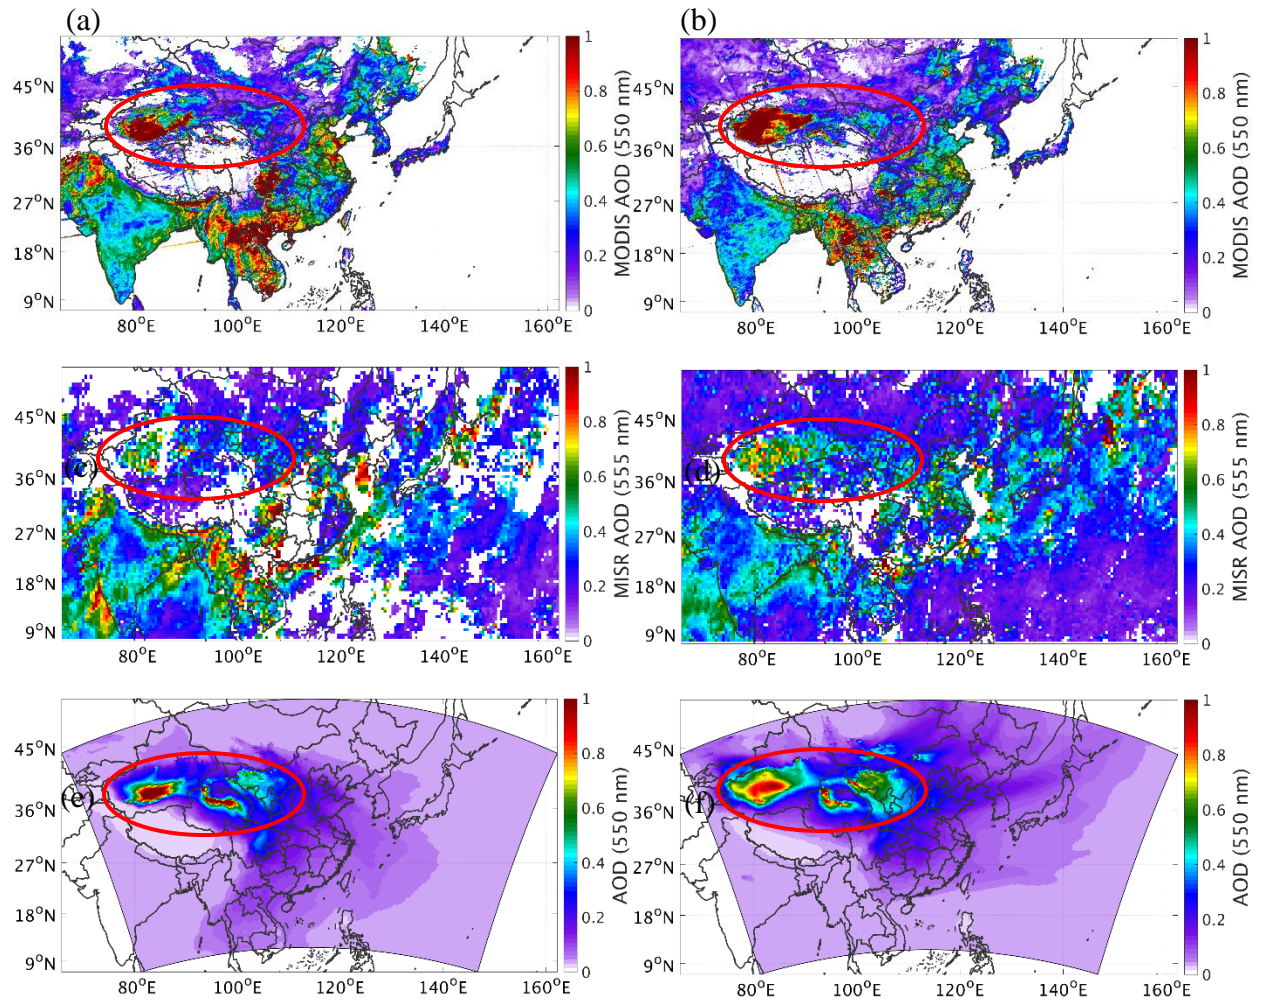 (a)
(b)
45°N
36°N
27°N
18°N
9°N
80°E
100°E
120°E
140°E
160°E
1
0.8
0.6
0.4
0.2
0
MODIS AOD (550 nm)
45°N
36°N
27°N
18°N
9°N
80°E
100°E
120°E
140°E
160°E
1
0.8
0.6
0.4
0.2
0
MODIS AOD (550 nm)
(c)
45°N
36°N
27°N
18°N
9°N
80°E
100°E
120°E
140°E
160°E
1
0.8
0.6
0.4
0.2
0
MISR AOD (555 nm)
(d)
45°N
36°N
27°N
18°N
9°N
80°E
100°E
120°E
140°E
160°E
1
0.8
0.6
0.4
0.2
0
MISR AOD (555 nm)
(e)
45°N
36°N
27°N
18°N
9°N
80°E
100°E
120°E
140°E
160°E
1
0.8
0.6
0.4
0.2
0
AOD (550 nm)
(f)
45°N
36°N
27°N
18°N
9°N
80°E
100°E
120°E
140°E
160°E
1
0.8
0.6
0.4
0.2
0
AOD (550 nm)